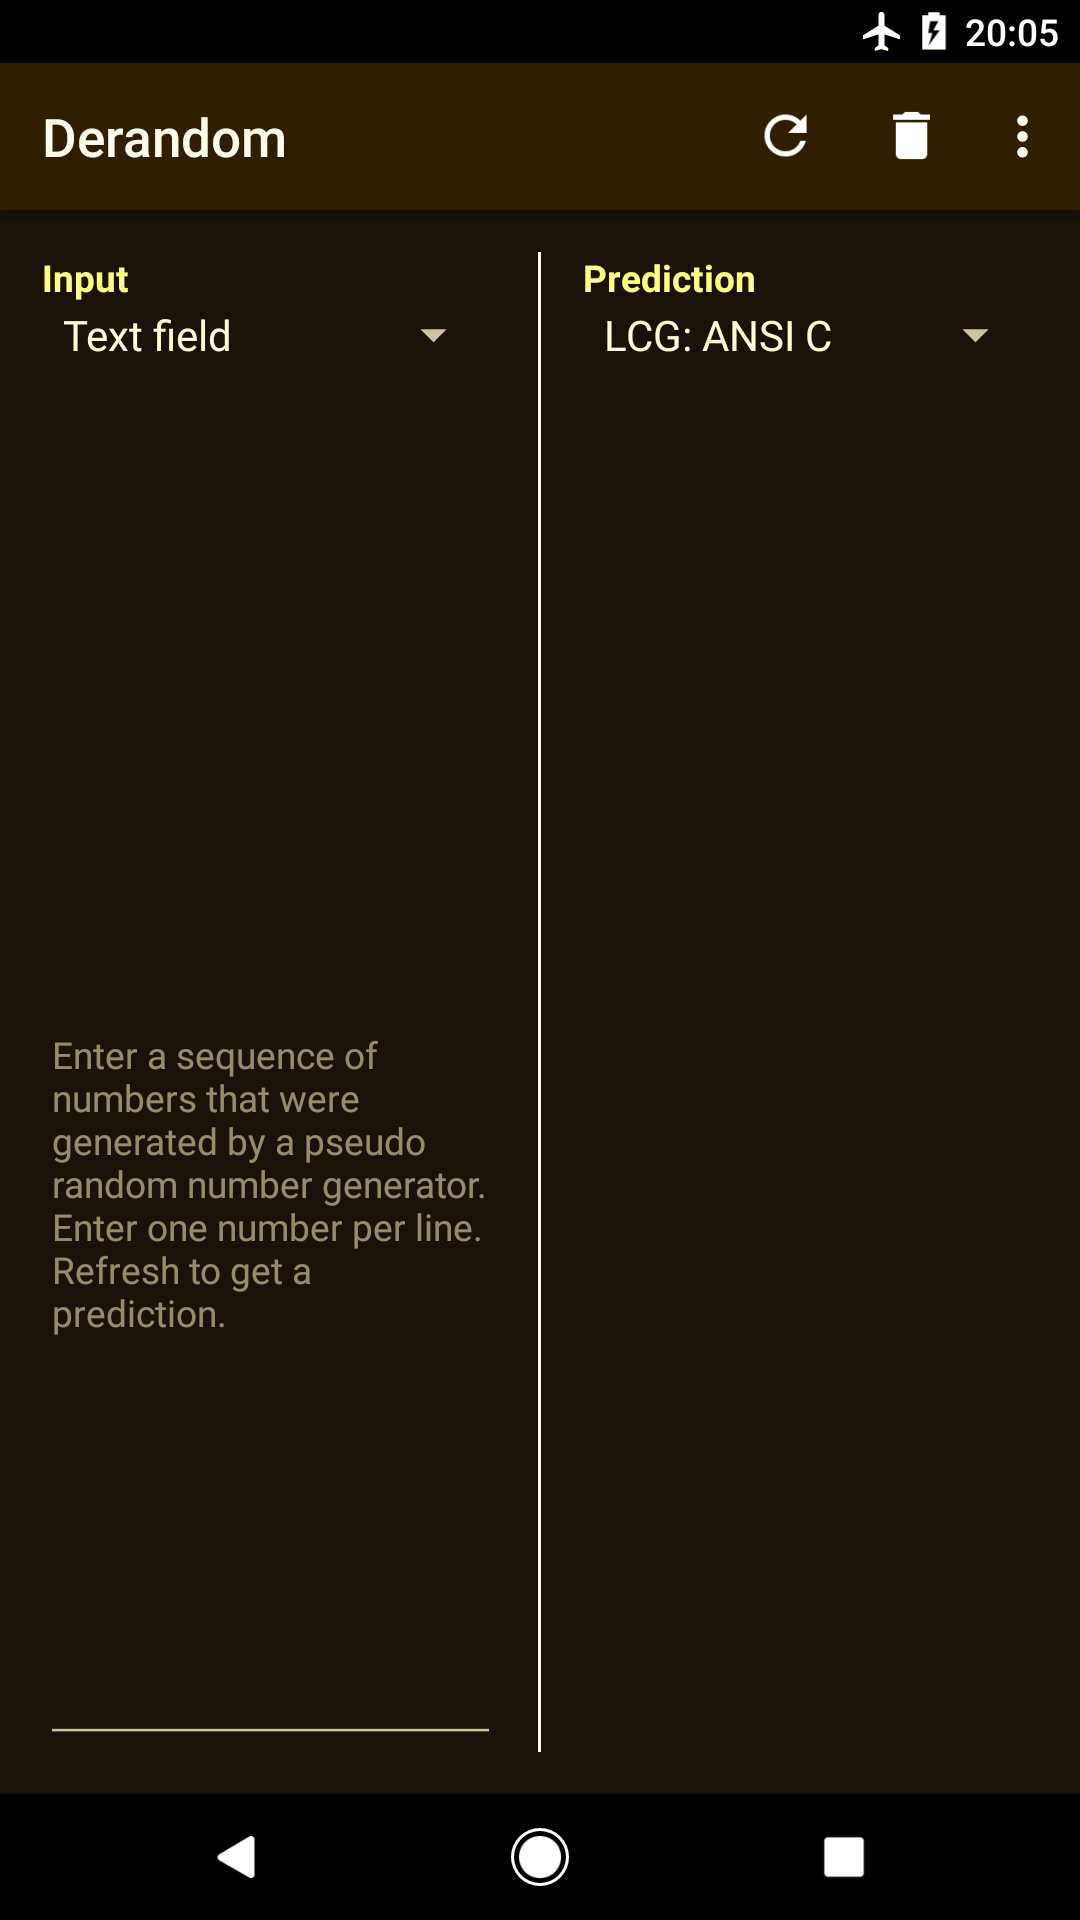 20:05
Derandom
Input
Text field
Prediction
LCG: ANSI C
Enter a sequence of
numbers that were
generated by a pseudo
random number generator.
Enter one number per line.
Refresh to get a
prediction.